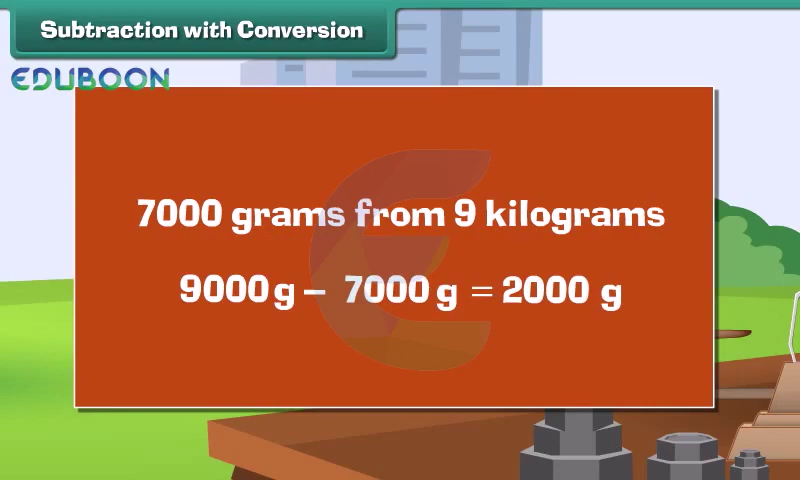 Subtraction with Conversion
EDUBOON
7000 grams from 9 kilograms
9000 g – 7000 g = 2000 g